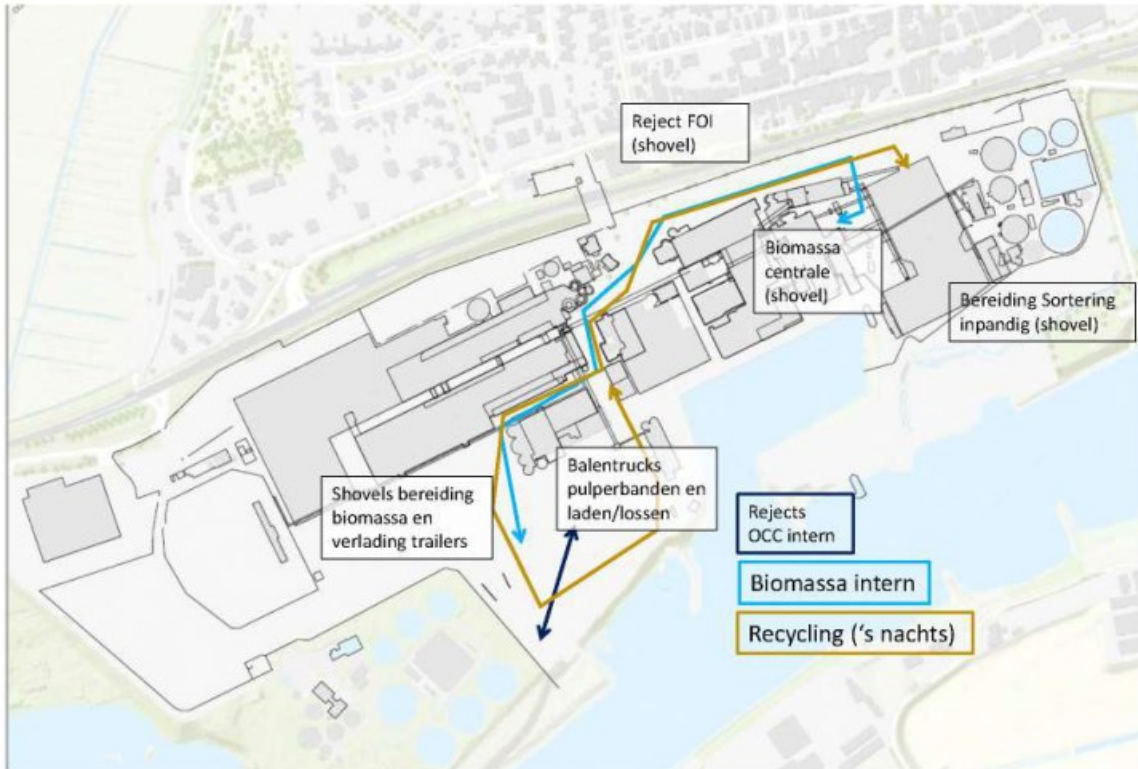 Reject FOI
(shovel)
Biomassa
centrale
(shovel)
Bereiding Sortering
inpandig (shovel)
Shovels bereiding
biomassa en
verlading trailers
Balentrucks
pulperbanden en
laden/lossen
Rejects
OCC intern
Biomassa intern
Recycling ('s nachts)